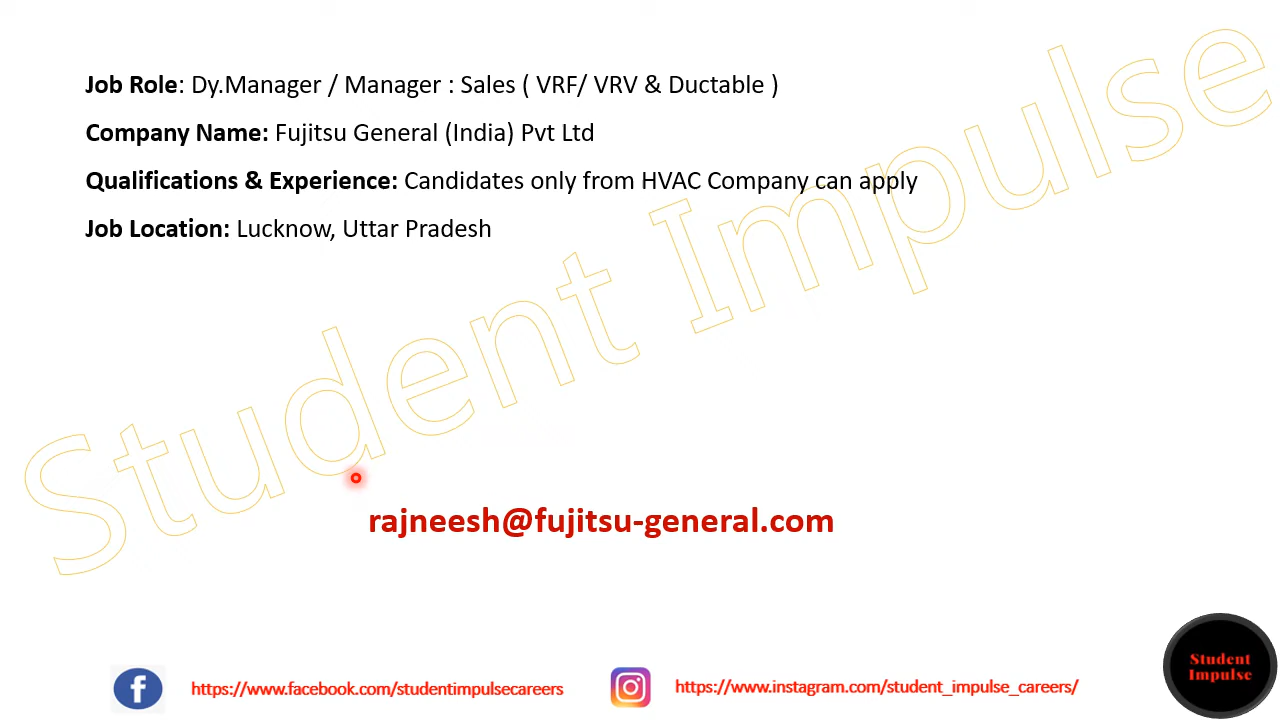 Job Role: Dy.Manager / Manager : Sales ( VRF/ VRV & Ductable )
Company Name: Fujitsu General (India) Pvt Ltd
Qualifications & Experience: Candidates only from HVAC Company can apply
Job Location: Lucknow, Uttar Pradesh
Student Impulse
rajneesh@fujitsu-general.com
https://www.facebook.com/studentimpulsecareers
https://www.instagram.com/student_impulse_careers/
Student
Impulse